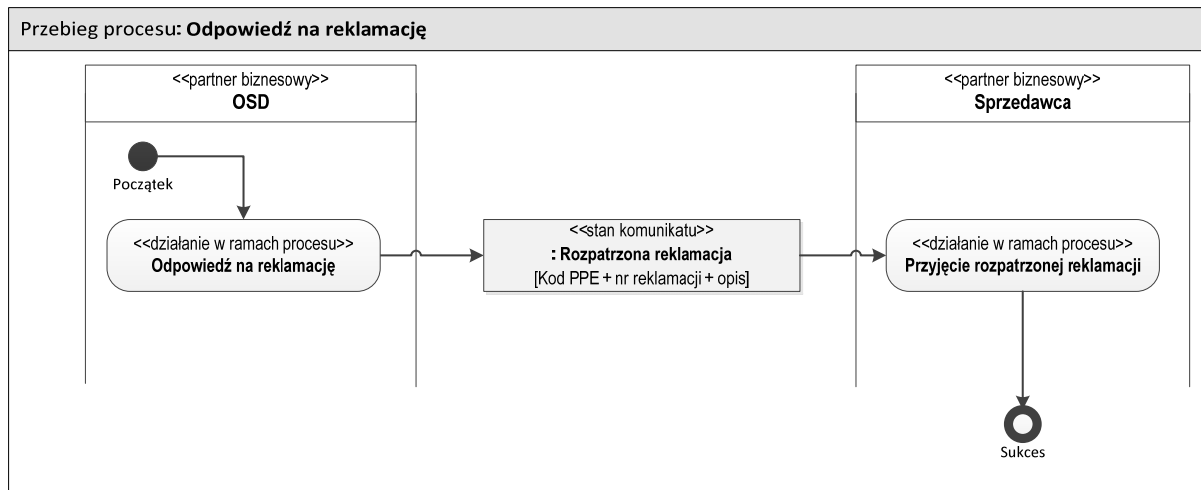 Przebieg procesu: Odpowiedź na reklamację
<<partner biznesowy>>
OSD
<<partner biznesowy>>
Sprzedawca
Początek
<<działanie w ramach procesu>>
Odpowiedź na reklamację
<<stan komunikatu>>
: Rozpatrzona reklamacja
[Kod PPE + nr reklamacji + opis]
<<działanie w ramach procesu>>
Przyjęcie rozpatrzonej reklamacji
Sukces